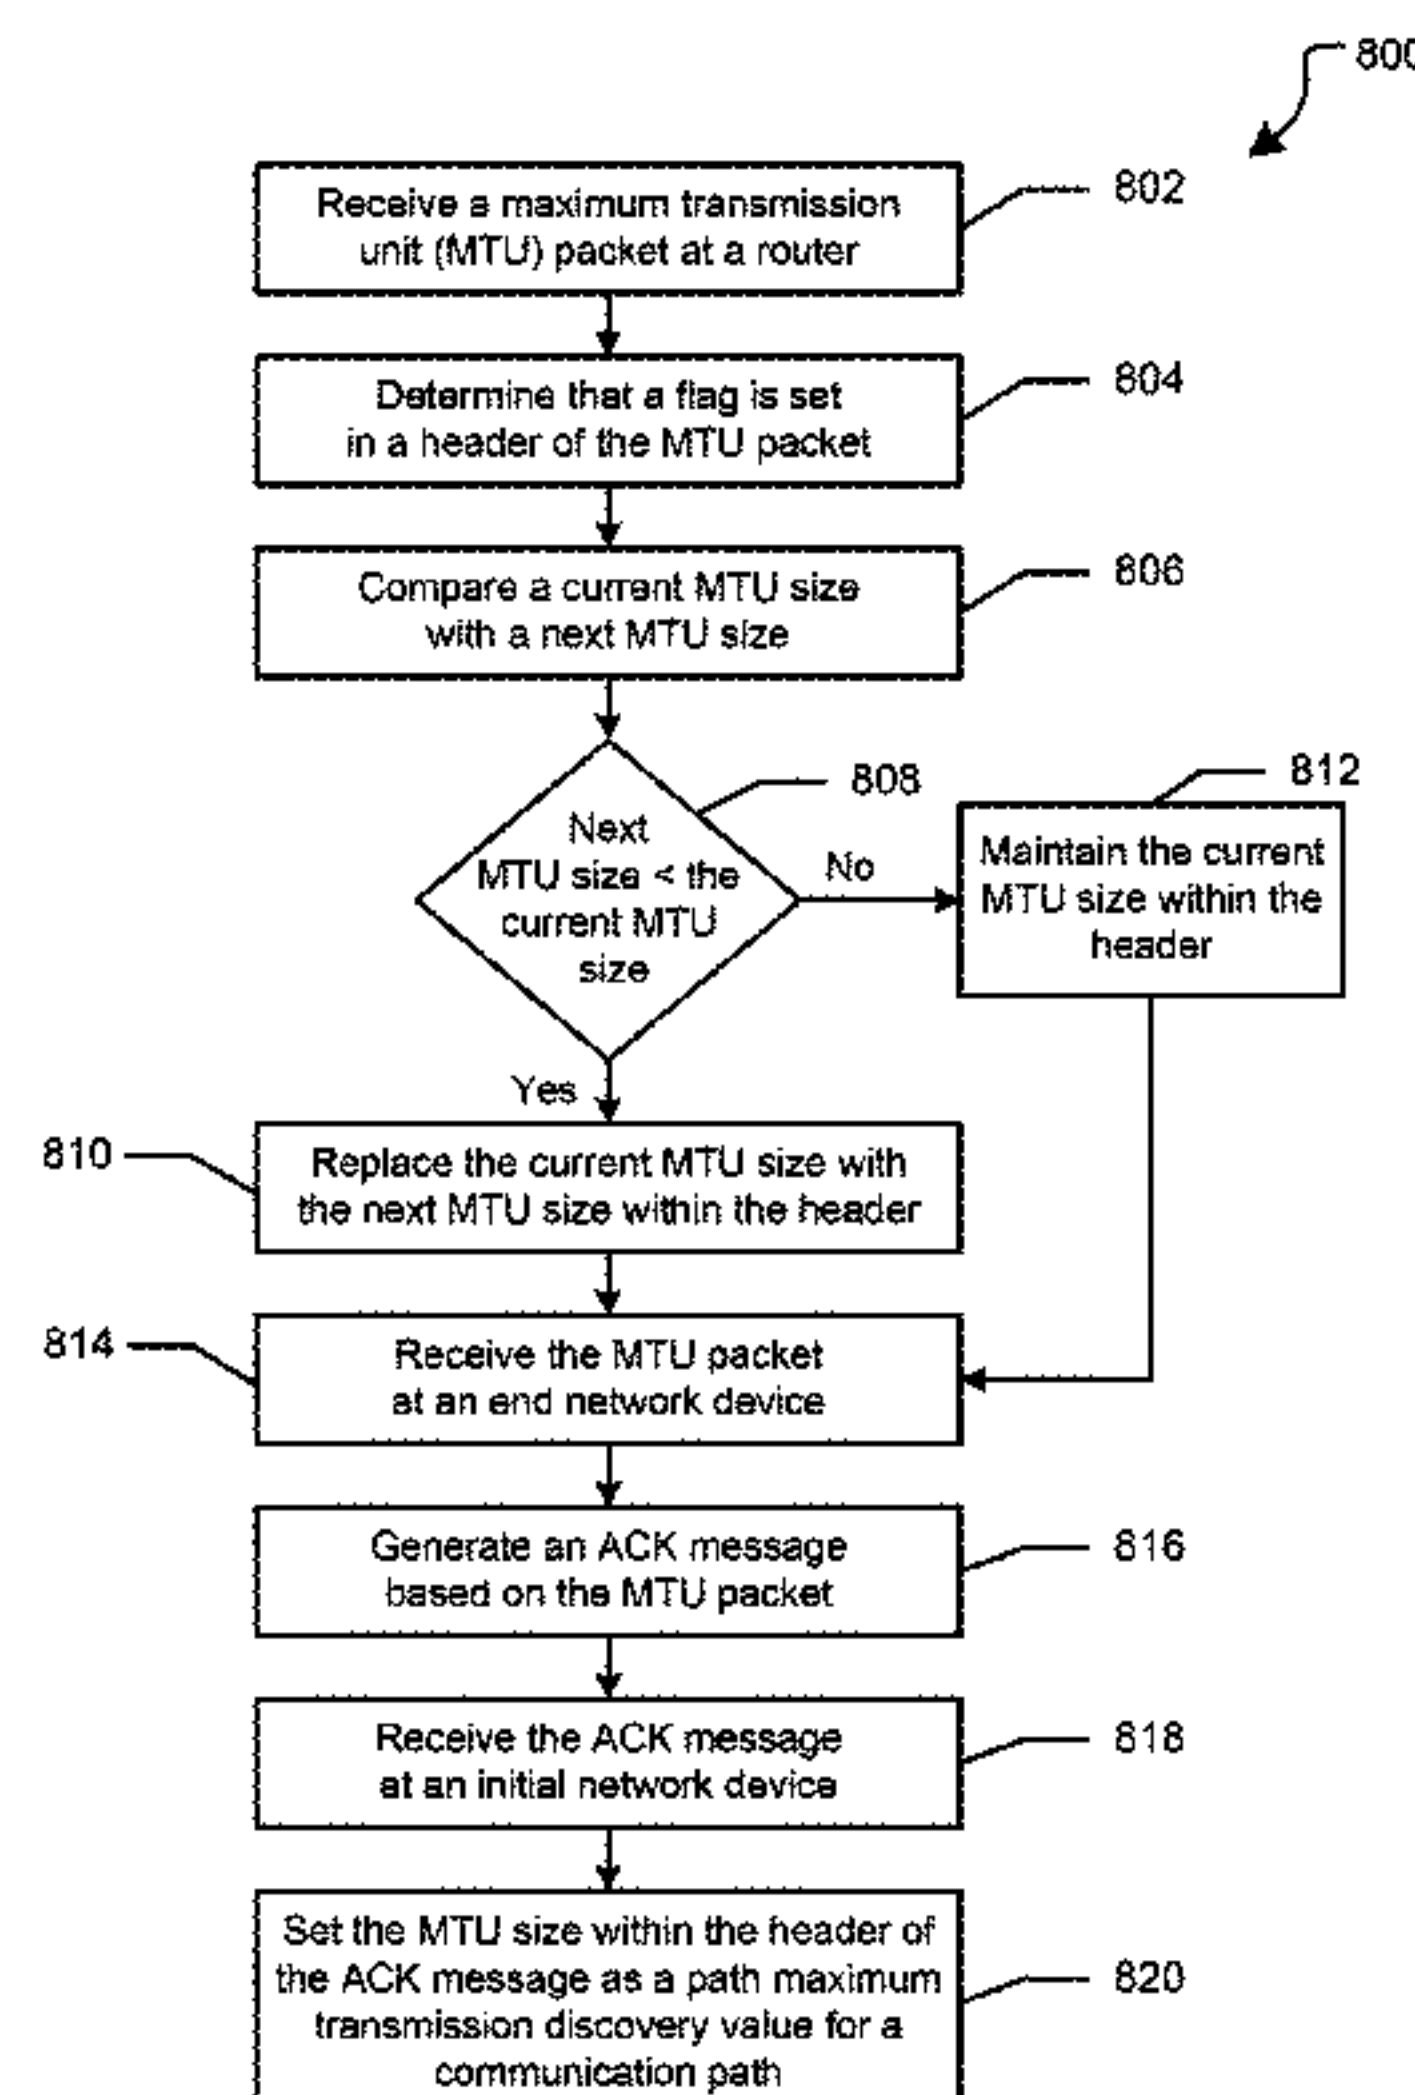 800
Receive a maximum transmission
unit (MTU) packet at a router
802
Determine that a flag is set
in a header of the MTU packet
804
Compare a current MTU size
with a next MTU size
806
808
Next
MTU size < the
current MTU
size
No
812
Maintain the current
MTU size within the
header
Yes
810
Replace the current MTU size with
the next MTU size within the header
814
Receive the MTU packet
at an end network device
Generate an ACK message
based on the MTU packet
816
Receive the ACK message
at an initial network device
818
Set the MTU size within the header of
the ACK message as a path maximum
transmission discovery value for a
communication path
820